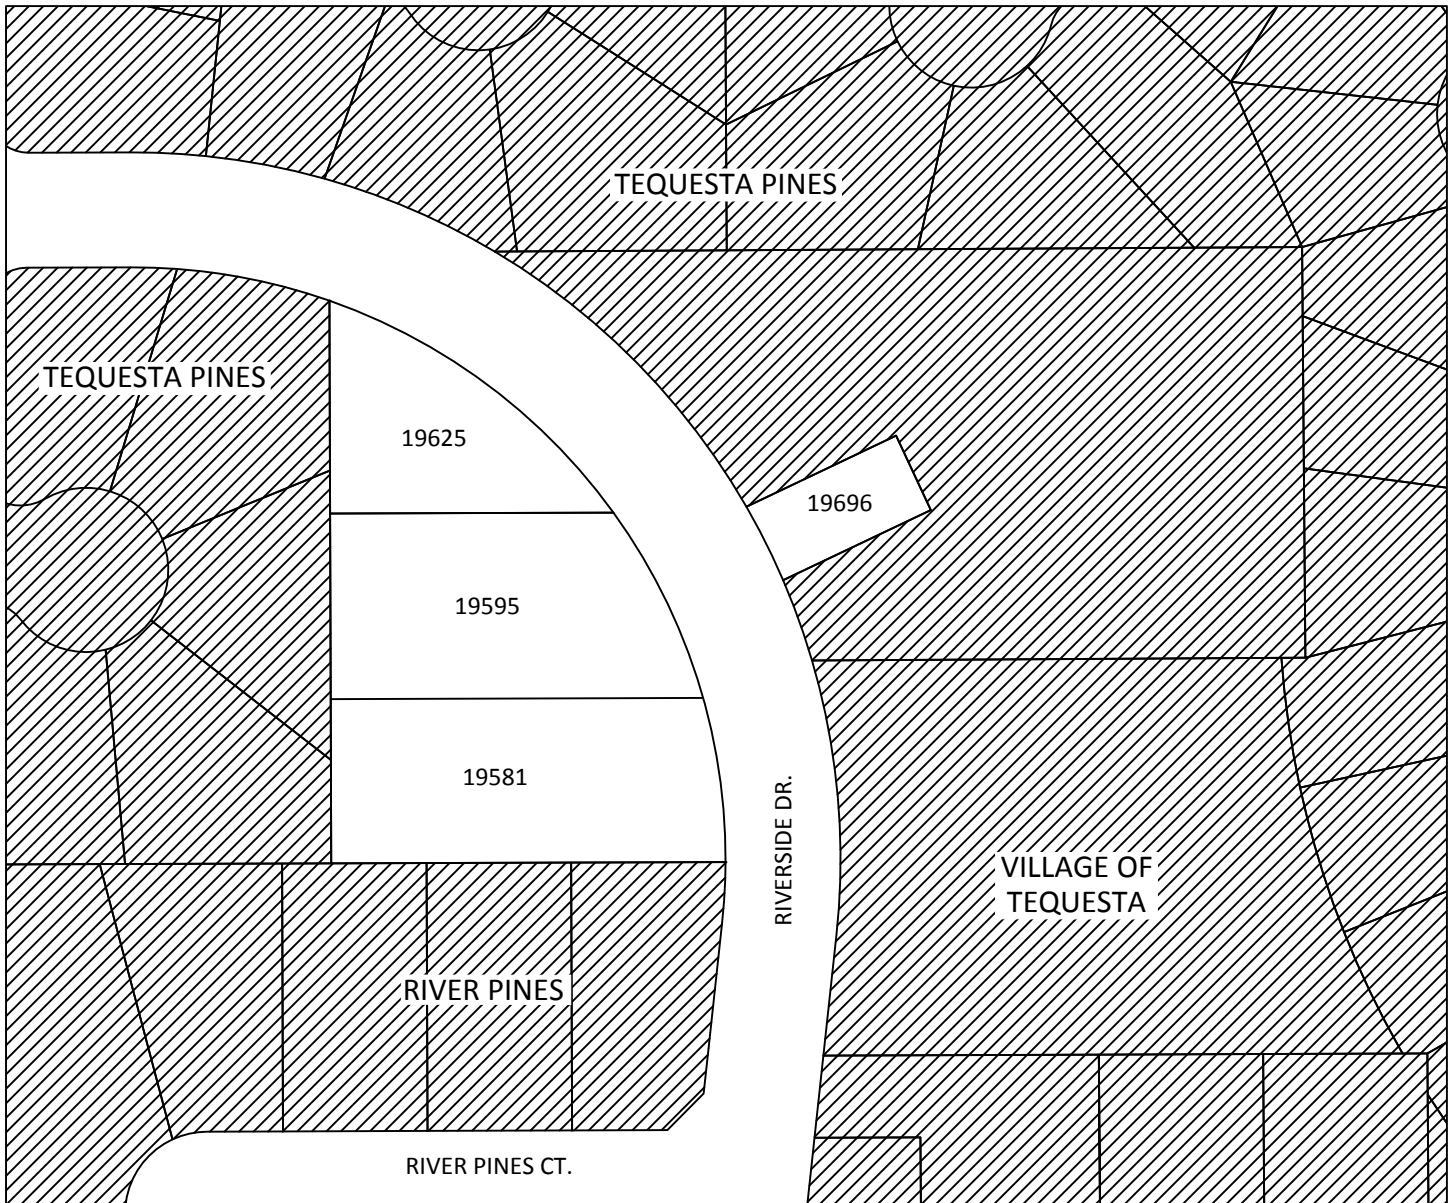 TEQUESTA PINES
TEQUESTA PINES
19625
19696
19595
19581
RIVERSIDE DR.
VILLAGE OF
TEQUESTA
RIVER PINES
RIVER PINES CT.